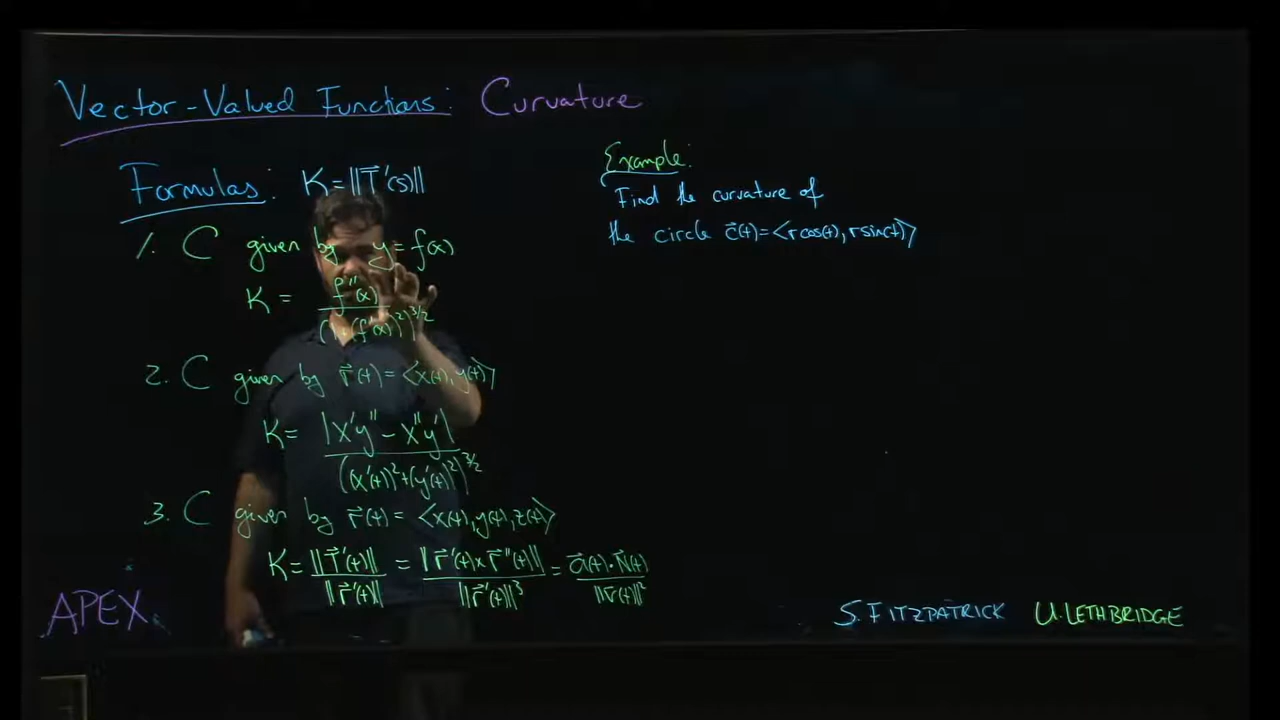 Vector-Valued Functions: Curvature
Formulas: K=||T⃗'(s)||
1. C given by y=f(x)
K = f''(x) / (1+(f'(x))²)^3/2
2. C given by r⃗(t) = <x(t), y(t)>
K = |x'y'' - x''y'| / ((x'(t))²+(y'(t))²)^3/2
3. C given by r⃗(t) = <x(t), y(t), z(t)>
K = ||T⃗'(t)|| / ||r⃗'(t)|| = ||r⃗'(t) x r⃗''(t)|| / ||r⃗'(t)||³ = a⃗(t)·N⃗(t) / ||v⃗(t)||²
Example:
Find the curvature of
the circle c⃗(t)=<r cos(t), r sin(t)>
APEX
S. FITZPATRICK U. LETHBRIDGE